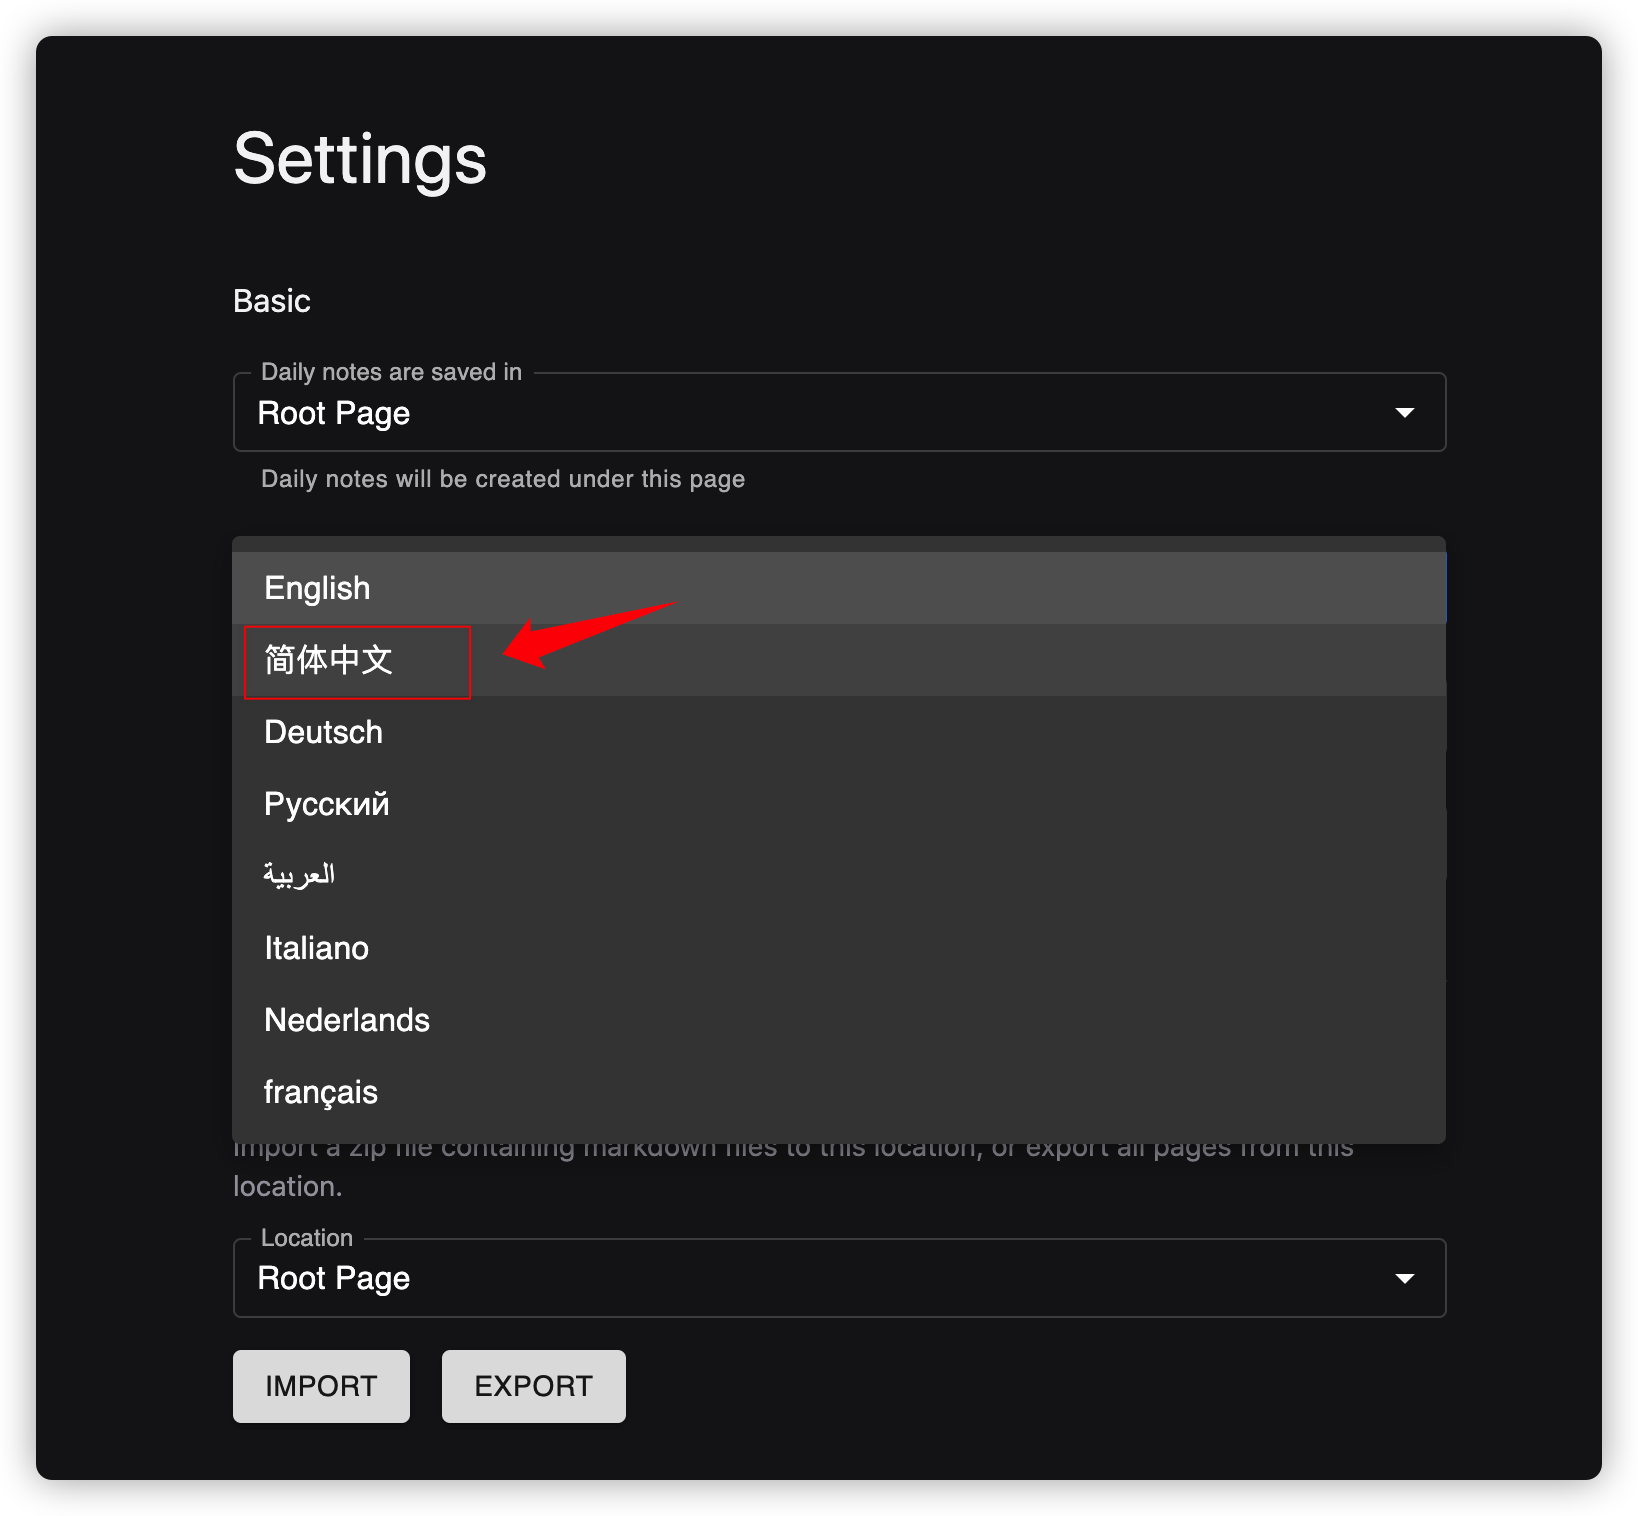 Settings
Basic
Daily notes are saved in
Root Page
Daily notes will be created under this page
English
简体中文
Deutsch
Русский
العربية
Italiano
Nederlands
français
Import a zip file containing markdown files to this location, or export all pages from this
location.
Location
Root Page
IMPORT
EXPORT